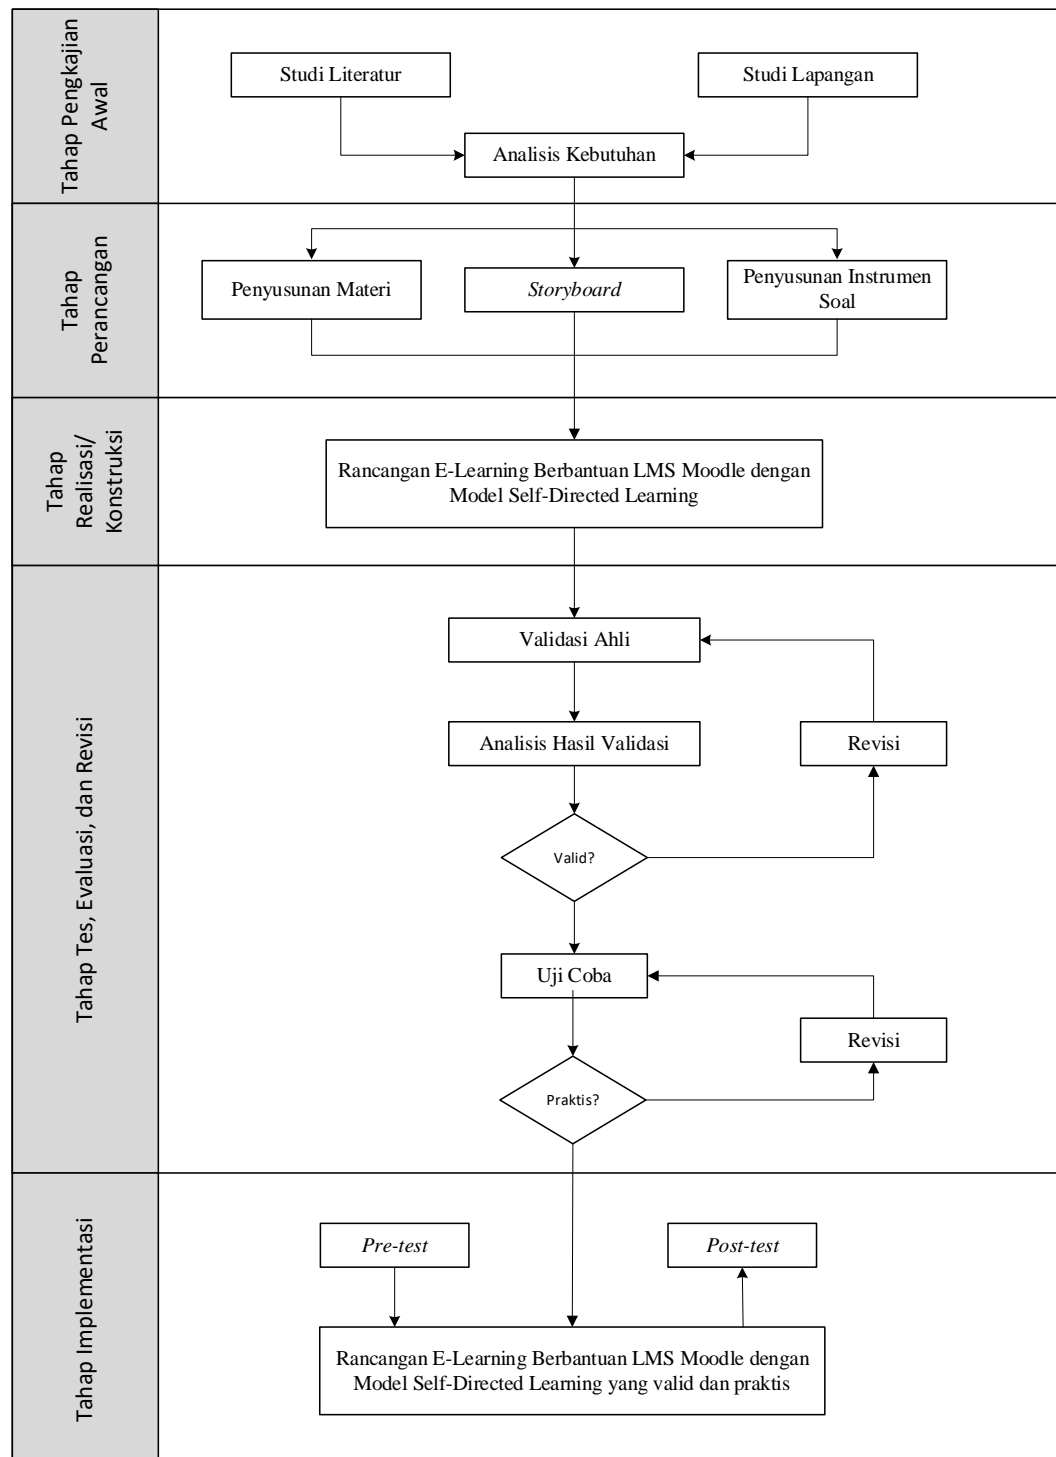 Tahap Pengkajian
Awal
Studi Literatur
Studi Lapangan
Analisis Kebutuhan
Tahap
Perancangan
Penyusunan Materi
Storyboard
Penyusunan Instrumen
Soal
Tahap
Realisasi/
Konstruksi
Rancangan E-Learning Berbantuan LMS Moodle dengan
Model Self-Directed Learning
Tahap Tes, Evaluasi, dan Revisi
Validasi Ahli
Analisis Hasil Validasi
Revisi
Valid?
Uji Coba
Revisi
Praktis?
Tahap Implementasi
Pre-test
Post-test
Rancangan E-Learning Berbantuan LMS Moodle dengan
Model Self-Directed Learning yang valid dan praktis